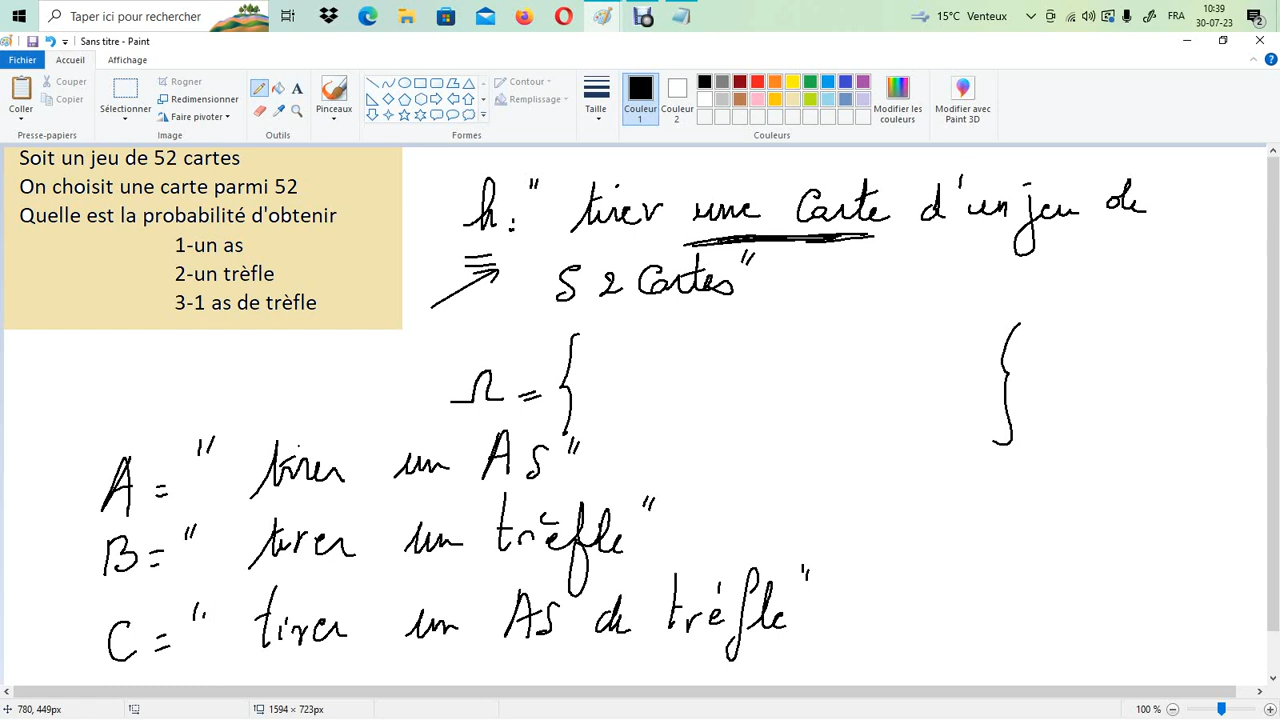 Taper ici pour rechercher
15°C Venteux
FRA
10:39
30-07-23
2
Sans titre - Paint
Fichier
Accueil
Affichage
Coller
Couper
Copier
Presse-papiers
Sélectionner
Rogner
Redimensionner
Faire pivoter
Image
A
Outils
Pinceaux
Contour
Remplissage
Formes
Taille
Couleur 1
Couleur 2
Modifier les couleurs
Modifier avec Paint 3D
Couleurs
Soit un jeu de 52 cartes
On choisit une carte parmi 52
Quelle est la probabilité d'obtenir
1-un as
2-un trèfle
3-1 as de trèfle
h: " tirer une Carte d'un jeu de
52 Cartes "
Ω = { }
A = " tirer un As "
B = " tirer un trèfle "
C = " tirer un As de tréfle "
780, 449px
1594 × 723px
100 %